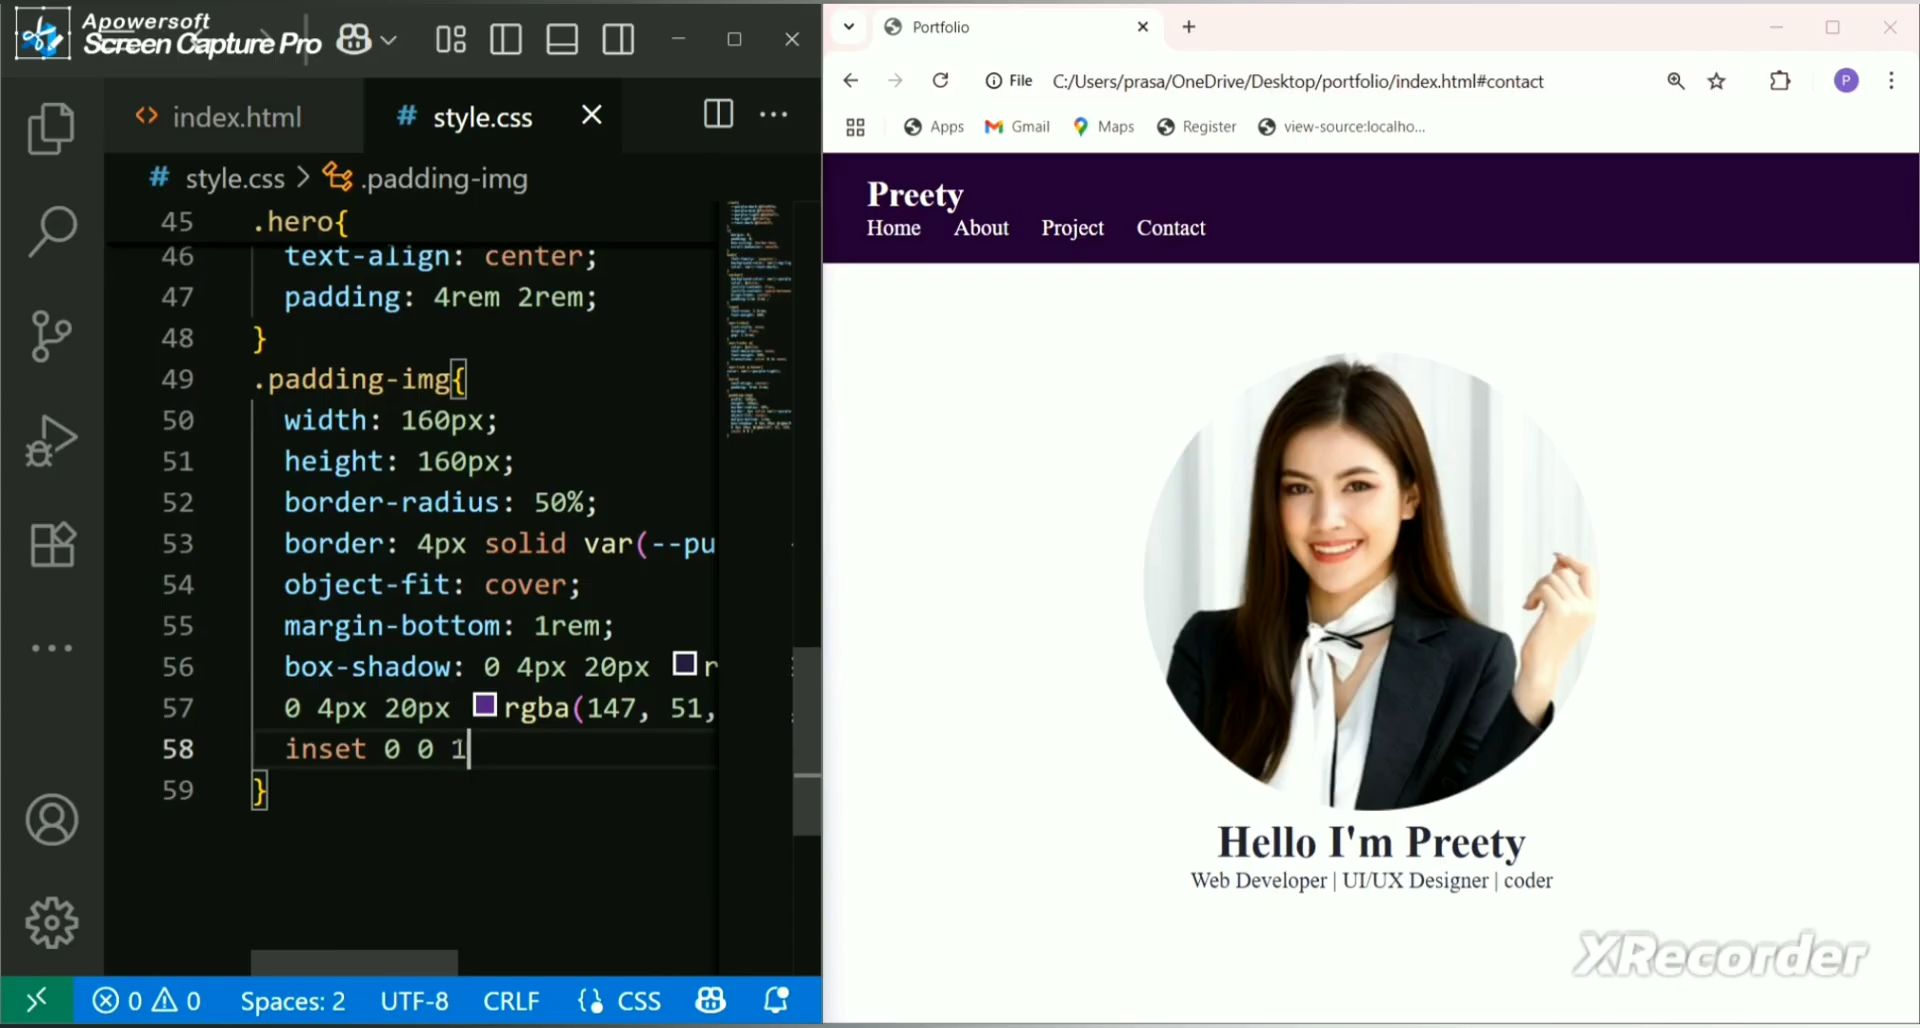 Apowersoft
Screen Capture Pro
index.html
# style.css
# style.css > .padding-img
45 .hero{
46 text-align: center;
47 padding: 4rem 2rem;
48 }
49 .padding-img{
50 width: 160px;
51 height: 160px;
52 border-radius: 50%;
53 border: 4px solid var(--pu
54 object-fit: cover;
55 margin-bottom: 1rem;
56 box-shadow: 0 4px 20px r
57 0 4px 20px rgba(147, 51,
58 inset 0 0 1
59 }
0 0 Spaces: 2 UTF-8 CRLF CSS
Portfolio
File C:/Users/prasa/OneDrive/Desktop/portfolio/index.html#contact
P
Apps Gmail Maps Register view-source:localho...
Preety
Home About Project Contact
Hello I'm Preety
Web Developer | UI/UX Designer | coder
XRecorder